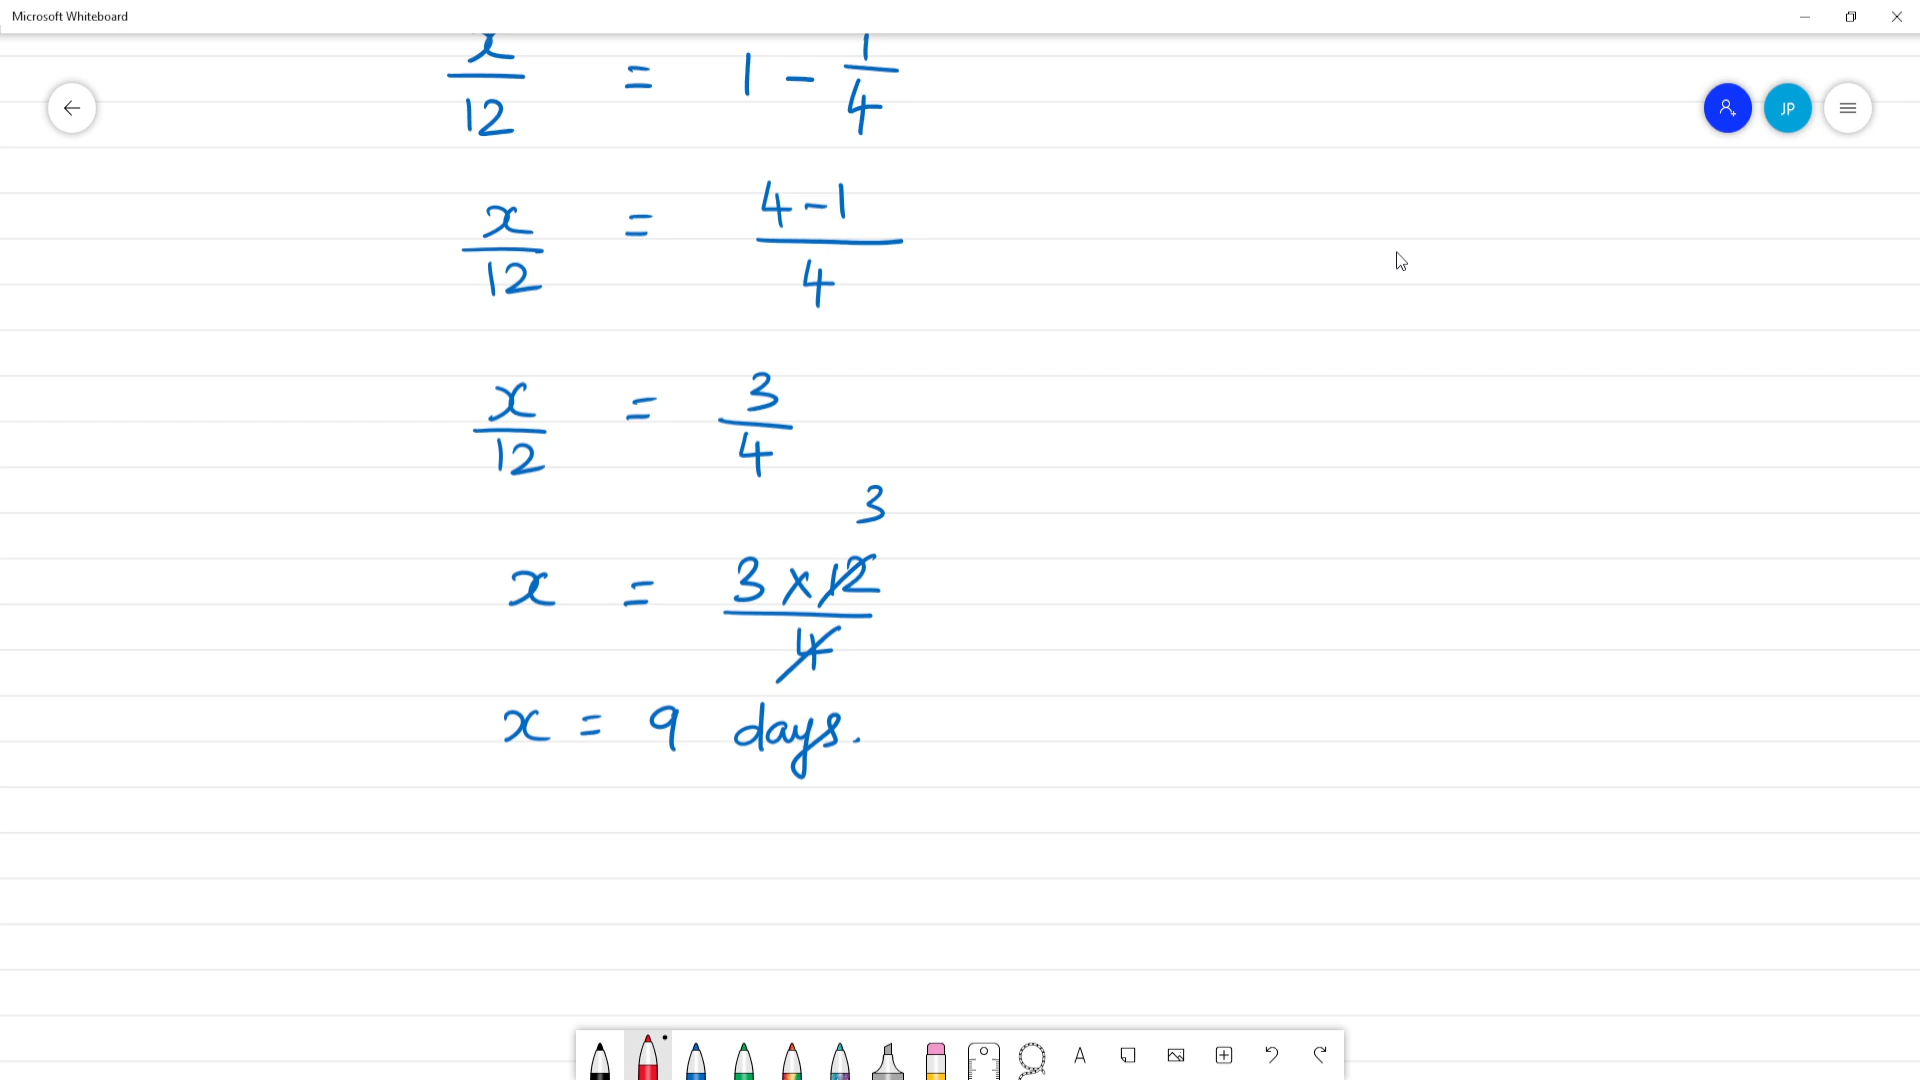 Microsoft Whiteboard
x/12 = 1 - 1/4
JP
x/12 = 4-1/4
x/12 = 3/4
3
x = 3 x 12/4
x = 9 days.
A